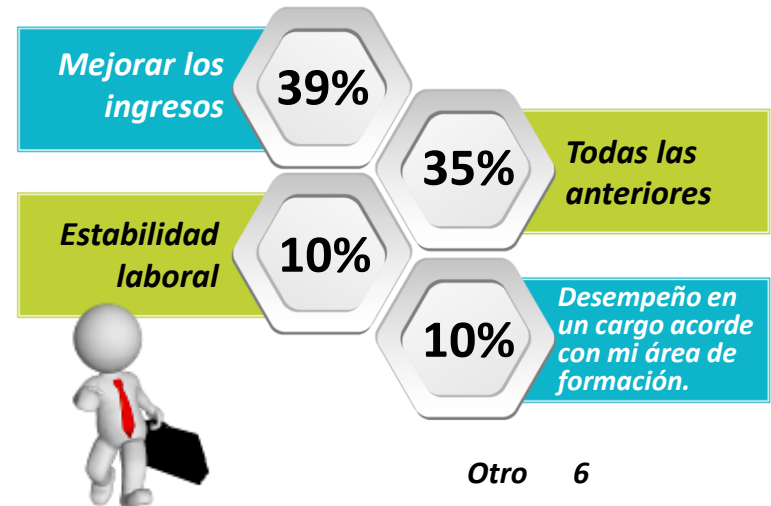 Mejorar los
ingresos
39%
35%
Todas las
anteriores
Estabilidad
laboral
10%
10%
Desempeño en
un cargo acorde
con mi área de
formación.
Otro 6